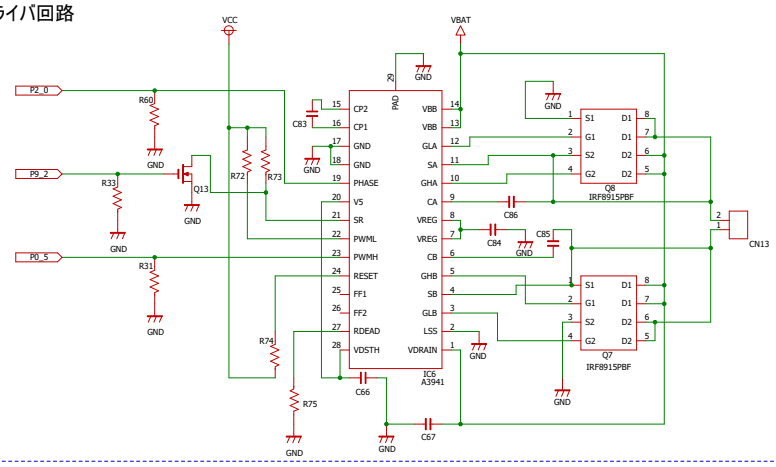 ライバ回路
VCC
VBAT
29
PAD
GND
P2_0
R60
GND
C83
15 CP2
16 CP1
17 GND
18 GND
19 PHASE
20 V5
21 SR
22 PWML
23 PWMH
24 RESET
25 FF1
26 FF2
27 RDEAD
28 VDSTH
VBB 14
VBB 13
GLA 12
SA 11
GHA 10
CA 9
VREG 8
VREG 7
CB 6
GHB 5
SB 4
GLB 3
LSS 2
VDRAIN 1
IC6
A3941
GND
P9_2
R33
GND
Q13
GND
R72
R73
P0_5
R31
GND
R74
R75
GND
C66
GND
C67
C86
C84
GND
C85
GND
GND
1 S1 D1 8
2 G1 D1 7
3 S2 D2 6
4 G2 D2 5
Q8
IRF8915PBF
2
1
CN13
1 S1 D1 8
2 G1 D1 7
3 S2 D2 6
4 G2 D2 5
Q7
IRF8915PBF
GND